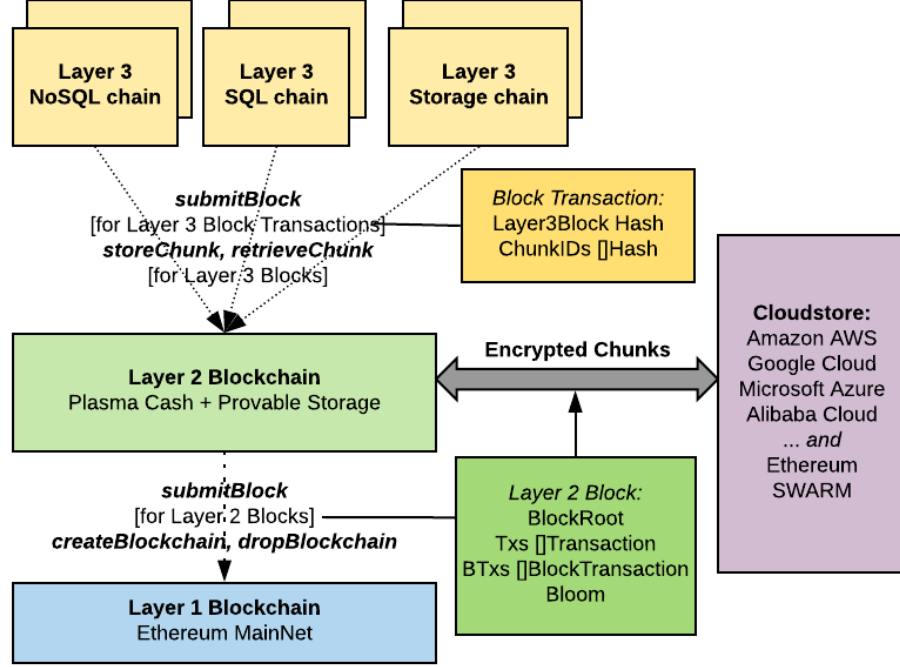 Layer 3
NoSQL chain
Layer 3
SQL chain
Layer 3
Storage chain
submitBlock
[for Layer 3 Block Transactions]
storeChunk, retrieveChunk
[for Layer 3 Blocks]
Block Transaction:
Layer3Block Hash
ChunkIDs []Hash
Cloudstore:
Amazon AWS
Google Cloud
Microsoft Azure
Alibaba Cloud
... and
Ethereum
SWARM
Encrypted Chunks
Layer 2 Blockchain
Plasma Cash + Provable Storage
submitBlock
[for Layer 2 Blocks]
createBlockchain, dropBlockchain
Layer 2 Block:
BlockRoot
Txs []Transaction
BTxs []BlockTransaction
Bloom
Layer 1 Blockchain
Ethereum MainNet